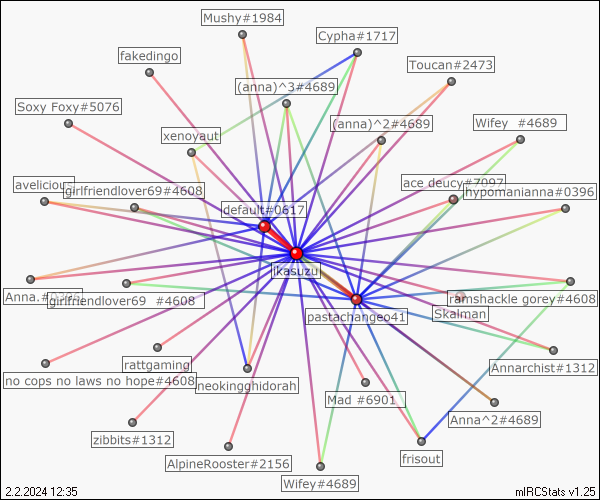 Mushy#1984
Cypha#1717
fakedingo
Toucan#2473
(anna)^3#4689
Soxy Foxy#5076
(anna)^2#4689
Wifey #4689
xenoyaut
ace deucy#7097
aveliciou
girlfriendlover69#4608
hypomanianna#0396
default#0617
ikasuzu
Anna.
girlfriendlover69 #4608
ramshackle gorey#4608
Skalman
pastachangeo41
rattgaming
Annarchist#1312
no cops no laws no hope#4608
neokingghidorah
Mad #6901
Anna^2#4689
zibbits#1312
frisout
AlpineRooster#2156
Wifey#4689
2.2.2024 12:35
mIRCStats v1.25